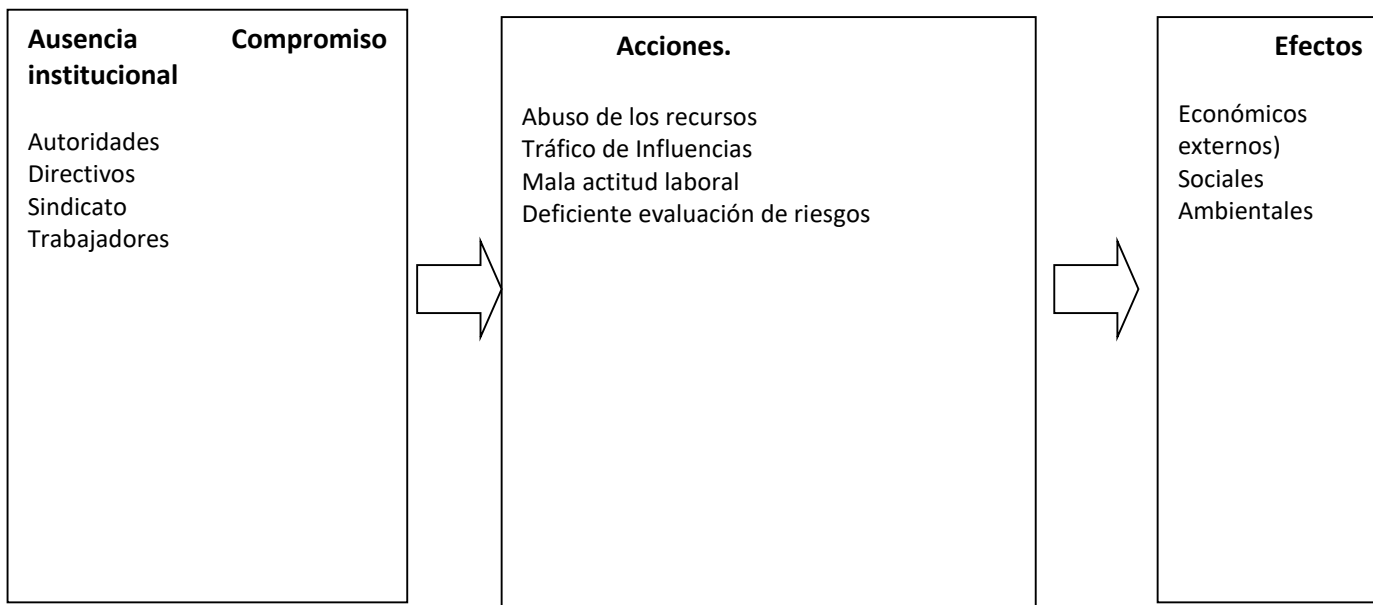 Ausencia Compromiso
institucional
Autoridades
Directivos
Sindicato
Trabajadores
Acciones.
Abuso de los recursos
Tráfico de Influencias
Mala actitud laboral
Deficiente evaluación de riesgos
Efectos
Económicos
externos)
Sociales
Ambientales